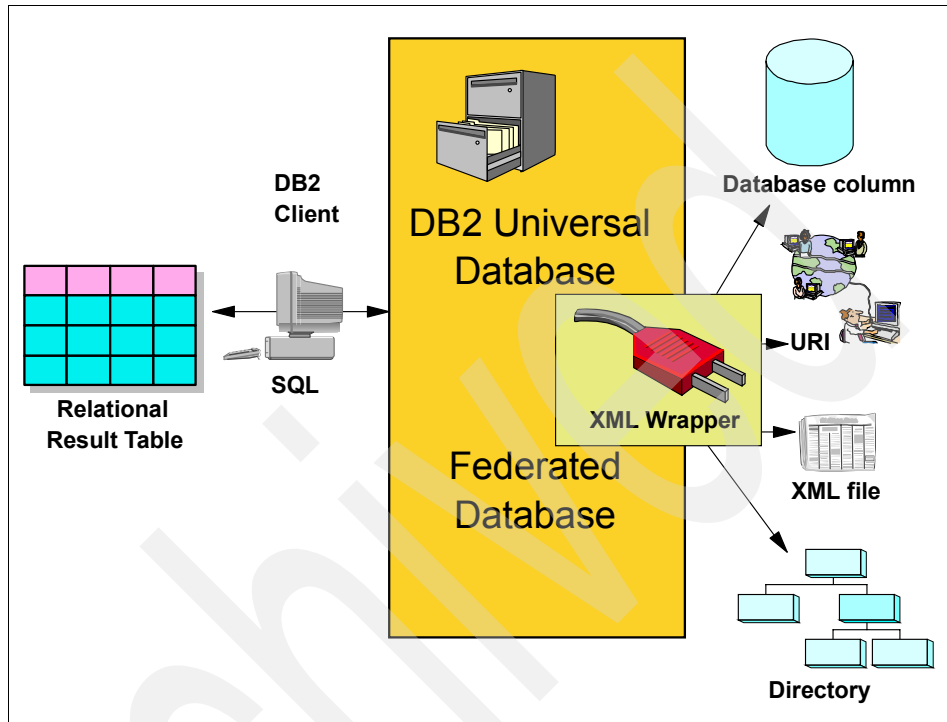 DB2
Client
SQL
Relational
Result Table
DB2 Universal
Database
Federated
Database
XML Wrapper
Database column
URI
XML file
Directory